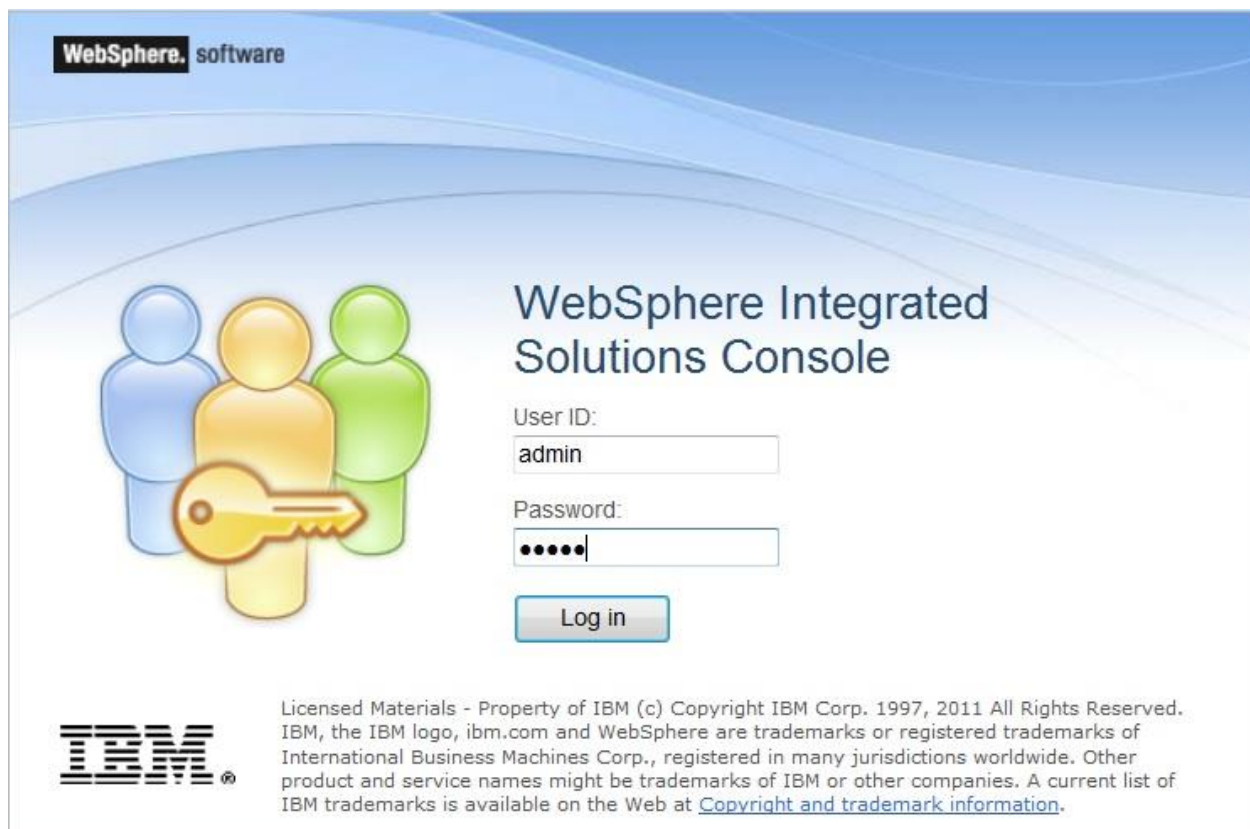 WebSphere. software
WebSphere Integrated
Solutions Console
User ID:
admin
Password:
●●●●●
Log in
IBM®
Licensed Materials - Property of IBM (c) Copyright IBM Corp. 1997, 2011 All Rights Reserved.
IBM, the IBM logo, ibm.com and WebSphere are trademarks or registered trademarks of
International Business Machines Corp., registered in many jurisdictions worldwide. Other
product and service names might be trademarks of IBM or other companies. A current list of
IBM trademarks is available on the Web at Copyright and trademark information.